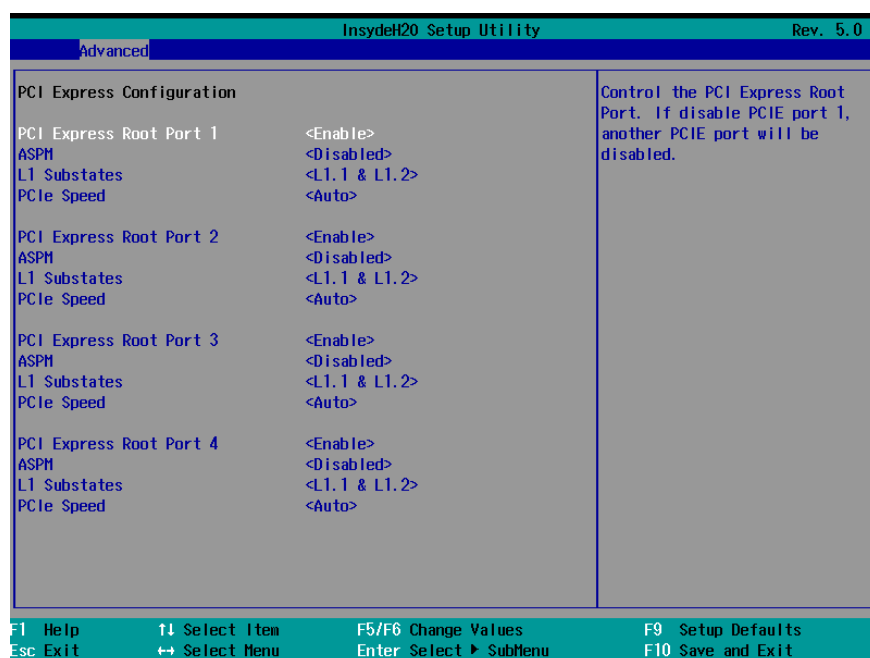 InsydeH20 Setup Utility Rev. 5.0
Advanced
PCI Express Configuration
PCI Express Root Port 1 <Enable>
ASPM <Disabled>
L1 Substates <L1.1 & L1.2>
PCIe Speed <Auto>
PCI Express Root Port 2 <Enable>
ASPM <Disabled>
L1 Substates <L1.1 & L1.2>
PCIe Speed <Auto>
PCI Express Root Port 3 <Enable>
ASPM <Disabled>
L1 Substates <L1.1 & L1.2>
PCIe Speed <Auto>
PCI Express Root Port 4 <Enable>
ASPM <Disabled>
L1 Substates <L1.1 & L1.2>
PCIe Speed <Auto>
Control the PCI Express Root
Port. If disable PCIE port 1,
another PCIE port will be
disabled.
F1 Help ↑↓ Select Item F5/F6 Change Values F9 Setup Defaults
Esc Exit ↔ Select Menu Enter Select ▶ SubMenu F10 Save and Exit